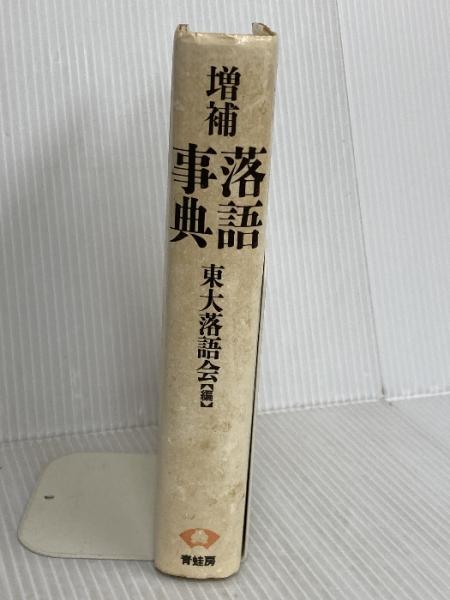 増補
落語
事典
東大落語会【編】
青蛙房